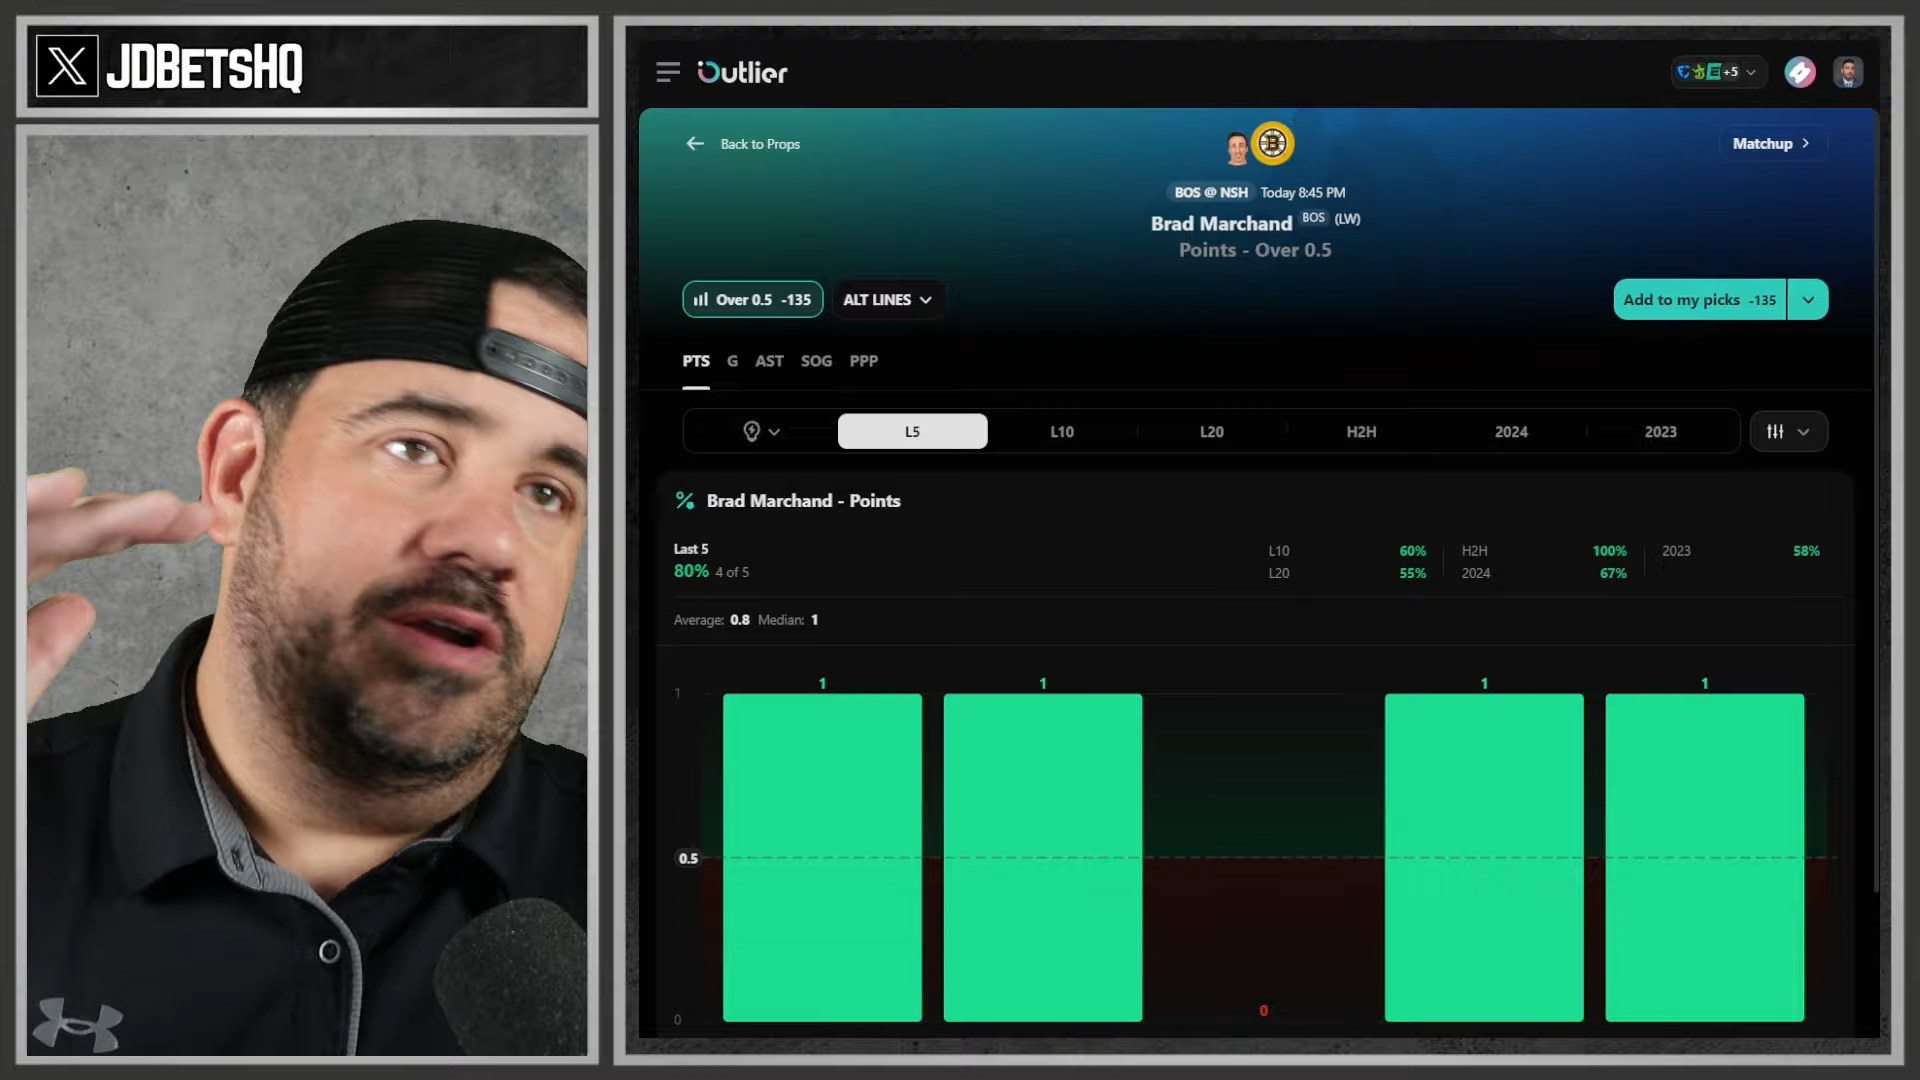 JDBETSHQ
Outlier
+5
Back to Props
Matchup
BOS @ NSH Today 8:45 PM
Brad Marchand BOS (LW)
Points - Over 0.5
Over 0.5 -135
ALT LINES
Add to my picks -135
PTS G AST SOG PPP
L5 L10 L20 H2H 2024 2023
Brad Marchand - Points
Last 5
80% 4 of 5
L10 60% H2H 100% 2023 58%
L20 55% 2024 67%
Average: 0.8 Median: 1
1 1 1 1
1
0.5
0
0